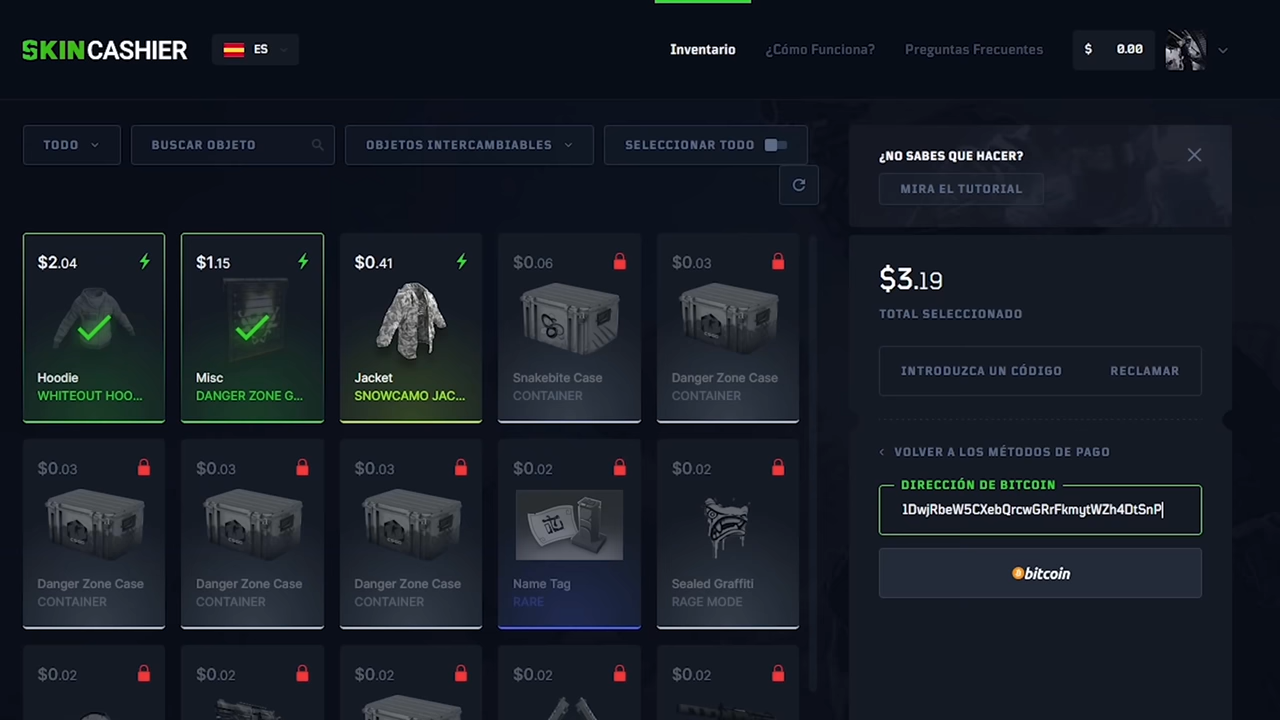 SKINCASHIER
ES
Inventario
¿Cómo Funciona?
Preguntas Frecuentes
$ 0.00
TODO
BUSCAR OBJETO
OBJETOS INTERCAMBIABLES
SELECCIONAR TODO
¿NO SABES QUE HACER?
MIRA EL TUTORIAL
$2.04
Hoodie
WHITEOUT HOO...
$1.15
Misc
DANGER ZONE G...
$0.41
Jacket
SNOWCAMO JAC...
$0.06
Snakebite Case
CONTAINER
$0.03
Danger Zone Case
CONTAINER
$0.03
Danger Zone Case
CONTAINER
$0.03
Danger Zone Case
CONTAINER
$0.03
Danger Zone Case
CONTAINER
$0.02
Name Tag
RARE
$0.02
Sealed Graffiti
RAGE MODE
$0.02
$0.02
$0.02
$0.02
$0.02
$3.19
TOTAL SELECCIONADO
INTRODUZCA UN CÓDIGO
RECLAMAR
VOLVER A LOS MÉTODOS DE PAGO
DIRECCIÓN DE BITCOIN
1DwjRbeW5CXebQrcwGRrFkmytWZh4DtSnP
bitcoin